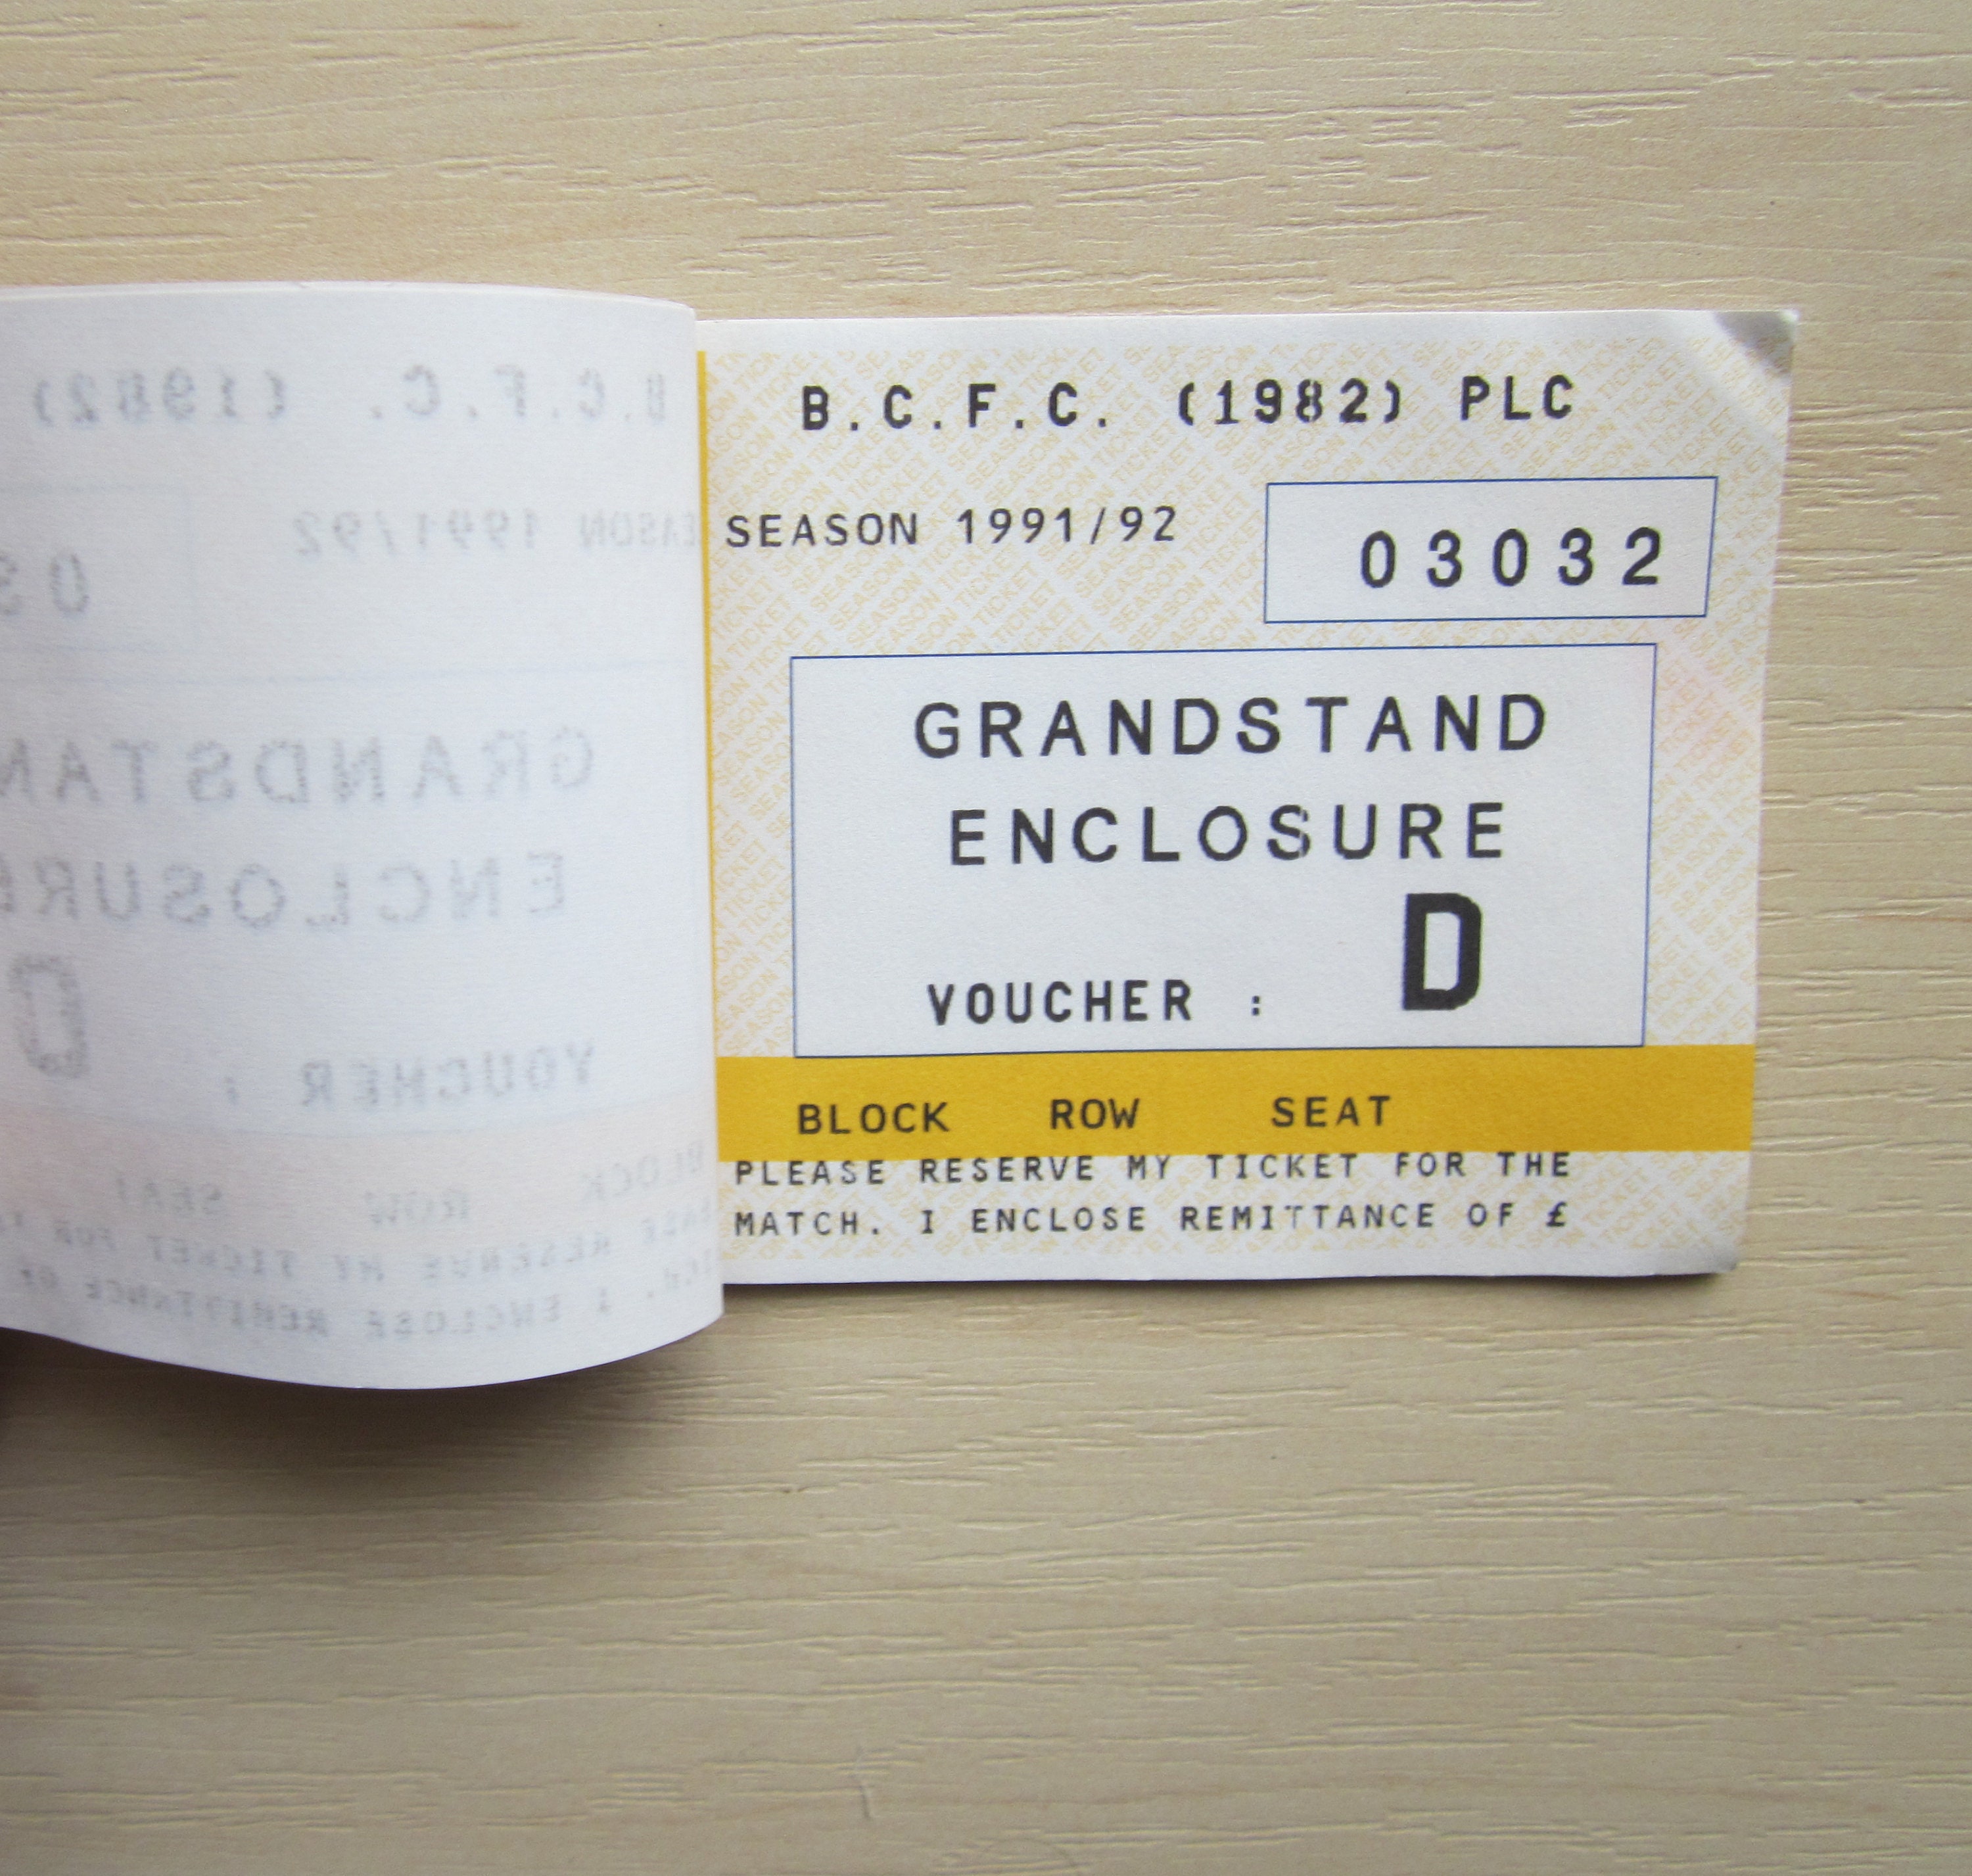 B.C.F.C. (1982) PLC
SEASON 1991/92
03032
GRANDSTAND
ENCLOSURE
VOUCHER : D
BLOCK ROW SEAT
PLEASE RESERVE MY TICKET FOR THE
MATCH. I ENCLOSE REMITTANCE OF £